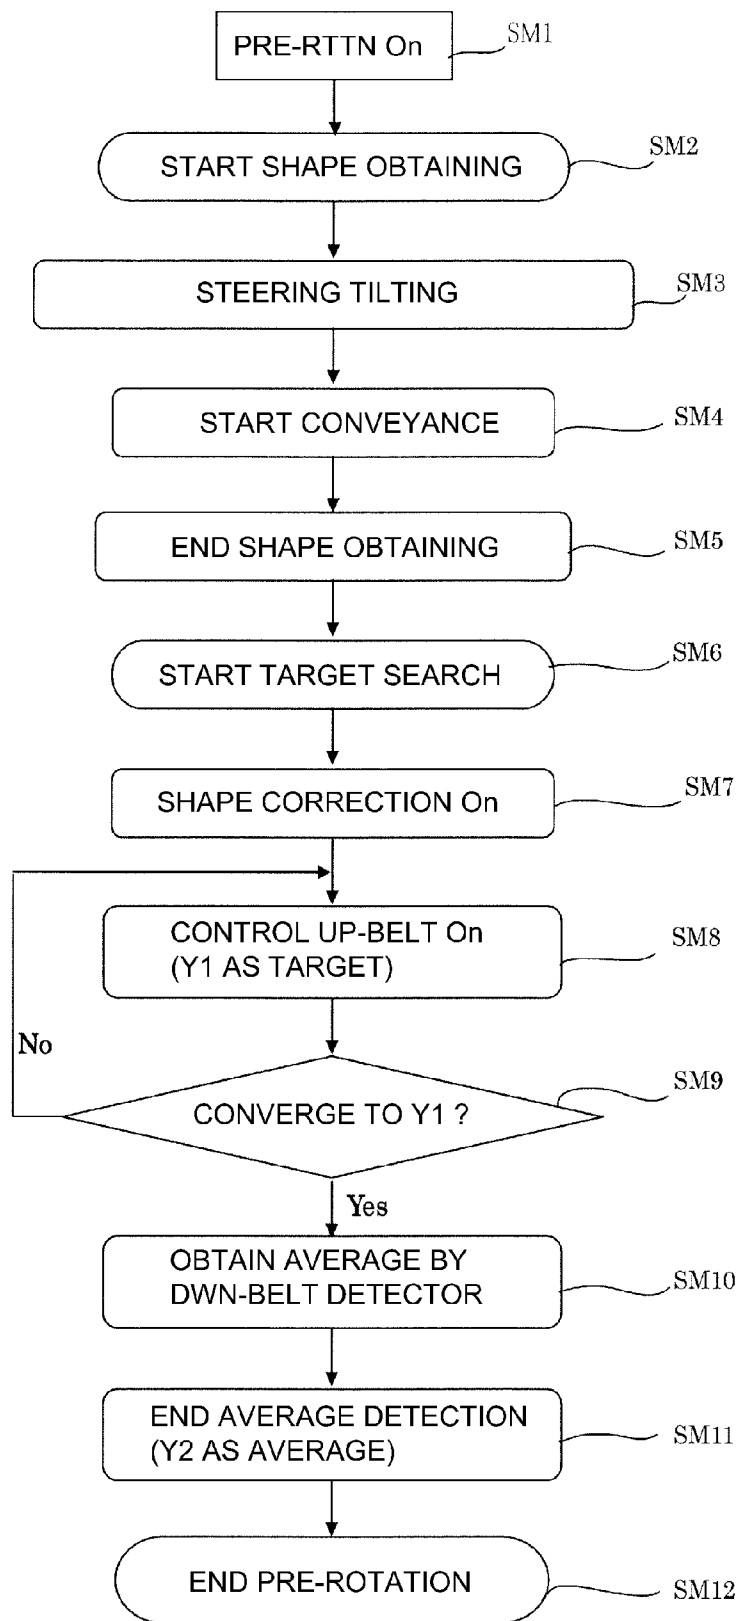 PRE-RTTN On
SM1
START SHAPE OBTAINING
SM2
STEERING TILTING
SM3
START CONVEYANCE
SM4
END SHAPE OBTAINING
SM5
START TARGET SEARCH
SM6
SHAPE CORRECTION On
SM7
CONTROL UP-BELT On
(Y1 AS TARGET)
SM8
No
CONVERGE TO Y1 ?
SM9
Yes
OBTAIN AVERAGE BY
DWN-BELT DETECTOR
SM10
END AVERAGE DETECTION
(Y2 AS AVERAGE)
SM11
END PRE-ROTATION
SM12